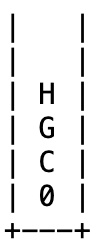 |   |
|   |
| H |
| G |
| C |
| 0 |
+---+